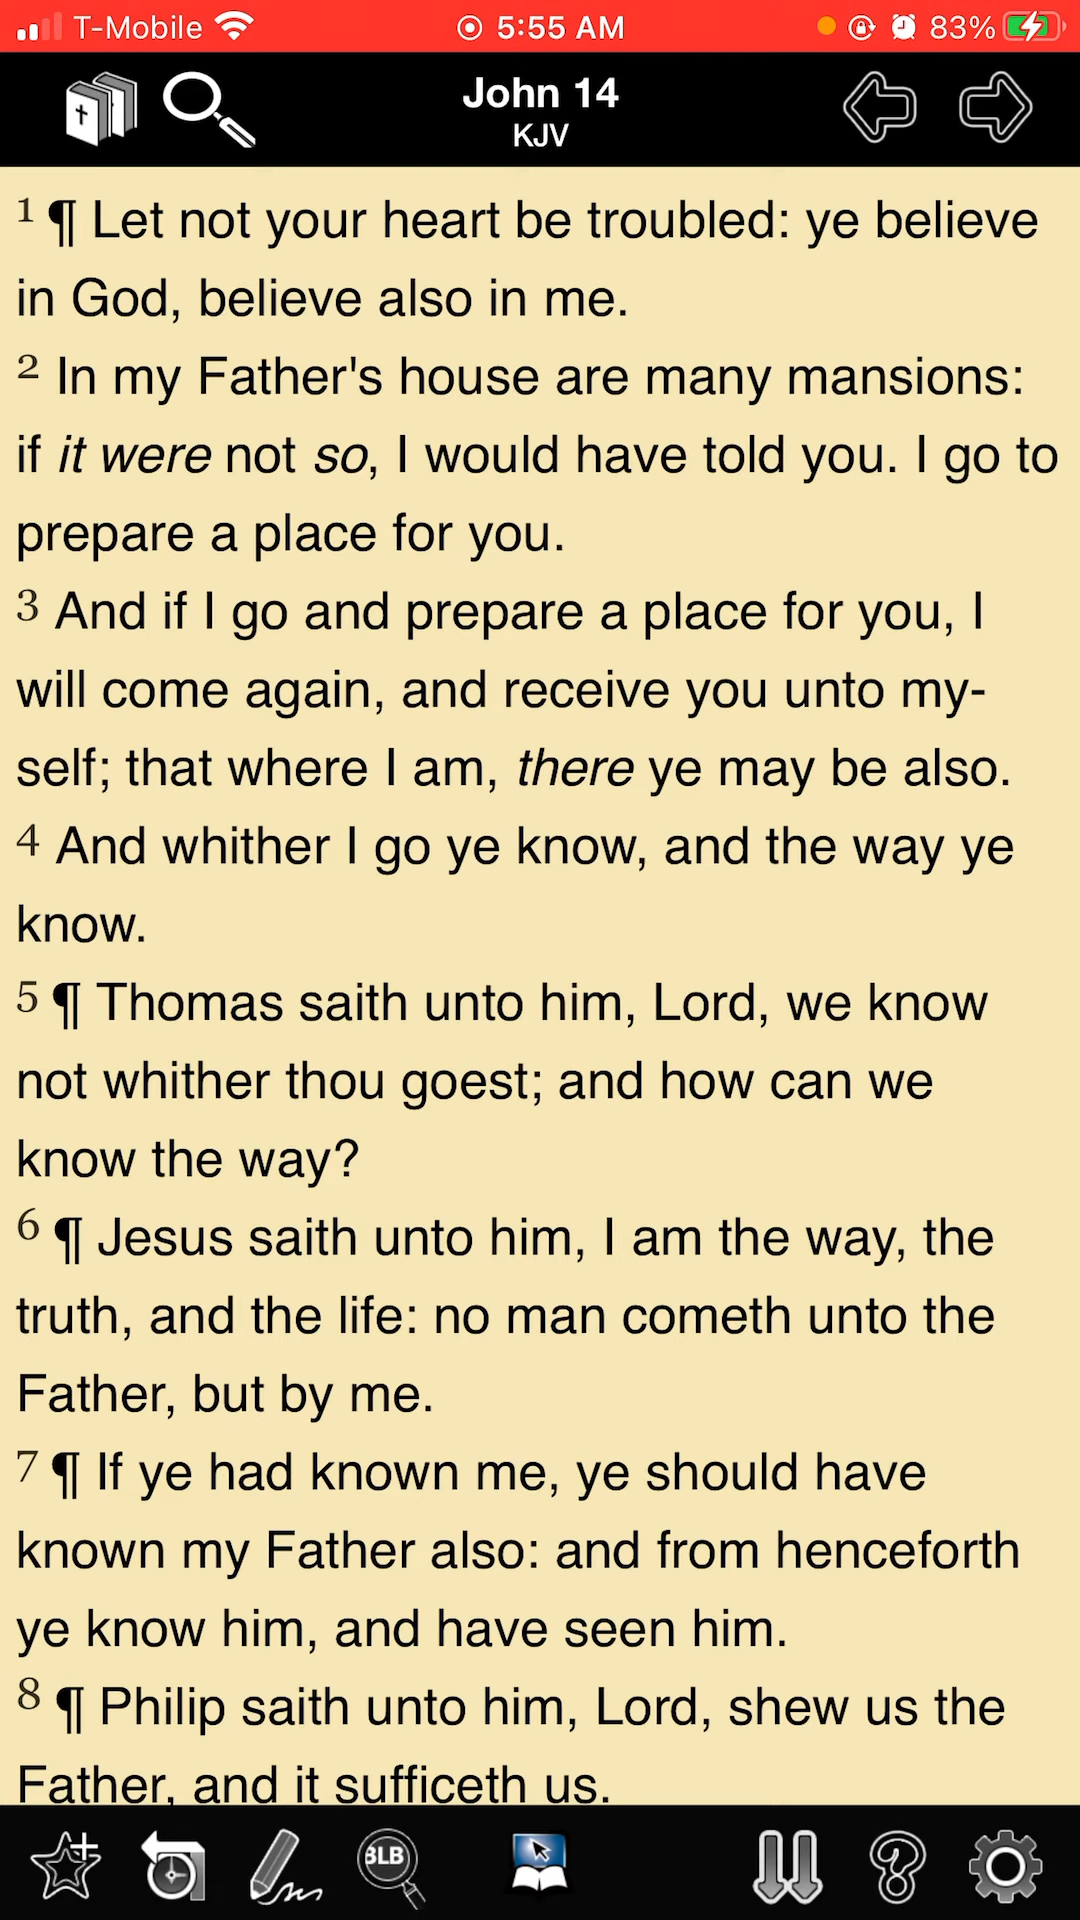 T-Mobile 5:55 AM 83%
John 14
KJV
1 ¶ Let not your heart be troubled: ye believe
in God, believe also in me.
2 In my Father's house are many mansions:
if it were not so, I would have told you. I go to
prepare a place for you.
3 And if I go and prepare a place for you, I
will come again, and receive you unto my-
self; that where I am, there ye may be also.
4 And whither I go ye know, and the way ye
know.
5 ¶ Thomas saith unto him, Lord, we know
not whither thou goest; and how can we
know the way?
6 ¶ Jesus saith unto him, I am the way, the
truth, and the life: no man cometh unto the
Father, but by me.
7 ¶ If ye had known me, ye should have
known my Father also: and from henceforth
ye know him, and have seen him.
8 ¶ Philip saith unto him, Lord, shew us the
Father, and it sufficeth us.
BLB